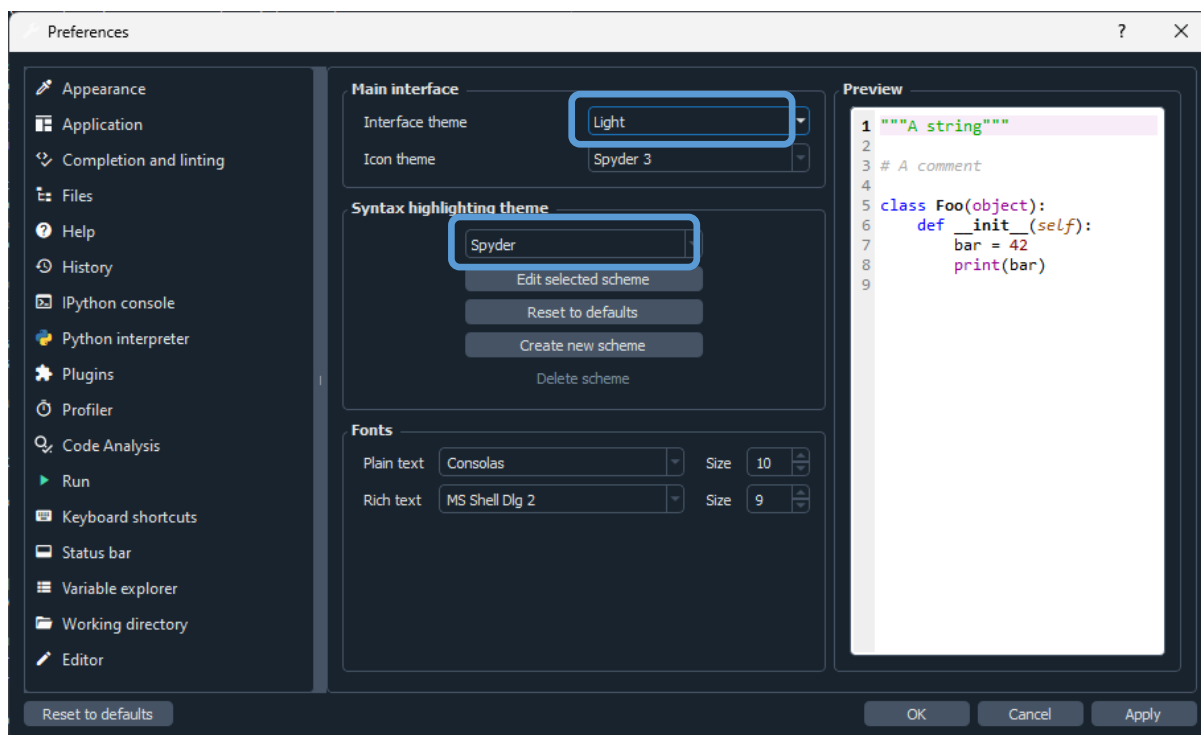 Preferences
?
Appearance
Application
Completion and linting
Files
Help
History
IPython console
Python interpreter
Plugins
Profiler
Code Analysis
Run
Keyboard shortcuts
Status bar
Variable explorer
Working directory
Editor
Main interface
Interface theme Light
Icon theme Spyder 3
Syntax highlighting theme
Spyder
Edit selected scheme
Reset to defaults
Create new scheme
Delete scheme
Fonts
Plain text Consolas Size 10
Rich text MS Shell Dlg 2 Size 9
Preview
1 """A string"""
2
3 # A comment
4
5 class Foo(object):
6     def __init__(self):
7         bar = 42
8         print(bar)
9
Reset to defaults
OK Cancel Apply